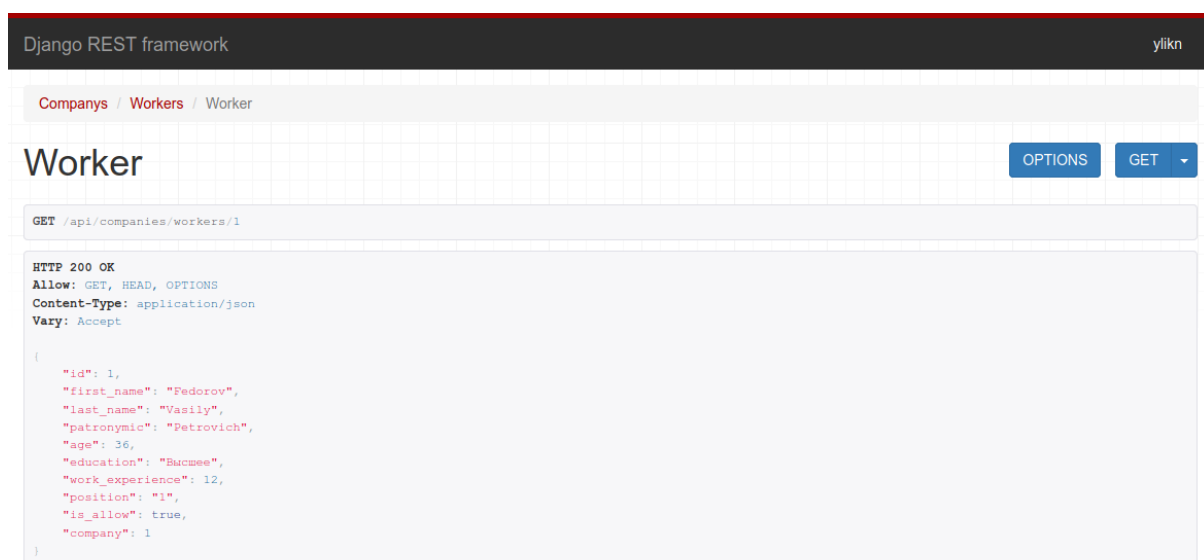 Django REST framework ylikn
Companys / Workers / Worker
Worker OPTIONS GET
GET /api/companies/workers/1
HTTP 200 OK
Allow: GET, HEAD, OPTIONS
Content-Type: application/json
Vary: Accept
{
"id": 1,
"first_name": "Fedorov",
"last_name": "Vasily",
"patronymic": "Petrovich",
"age": 36,
"education": "Высшее",
"work_experience": 12,
"position": "1",
"is_allow": true,
"company": 1
}